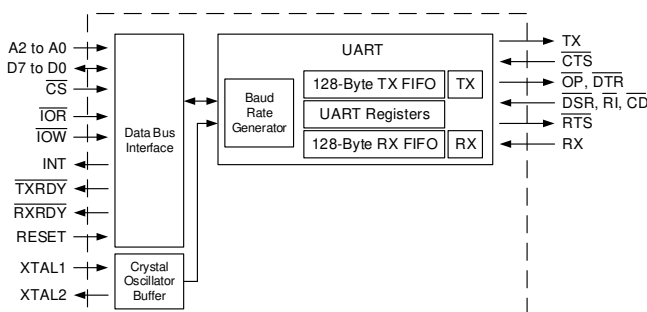 A2 to A0
D7 to D0
CS
IOR
IOW
INT
TXRDY
RXRDY
RESET
XTAL1
XTAL2
Data Bus
Interface
Crystal
Oscillator
Buffer
UART
Baud
Rate
Generator
128-Byte TX FIFO
TX
UART Registers
128-Byte RX FIFO
RX
TX
CTS
OP, DTR
DSR, RI, CD
RTS
RX